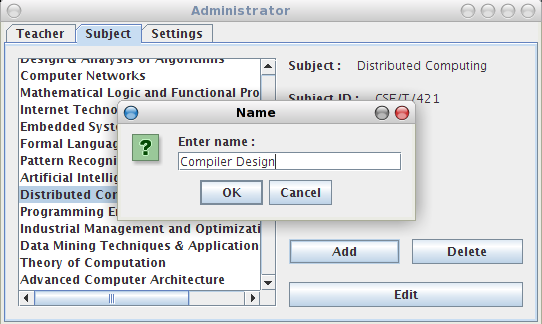 Administrator
Teacher
Subject
Settings
Design & Analysis of Algorithms
Computer Networks
Mathematical Logic and Functional Pro
Internet Techno
Embedded Syst
Formal Languag
Pattern Recogni
Artificial Intellig
Distributed Co
Programming E
Industrial Management and Optimizati
Data Mining Techniques & Application
Theory of Computation
Advanced Computer Architecture
Subject : Distributed Computing
Subject ID : CSE/T/421
Name
?
Enter name :
Compiler Design
OK
Cancel
Add
Delete
Edit